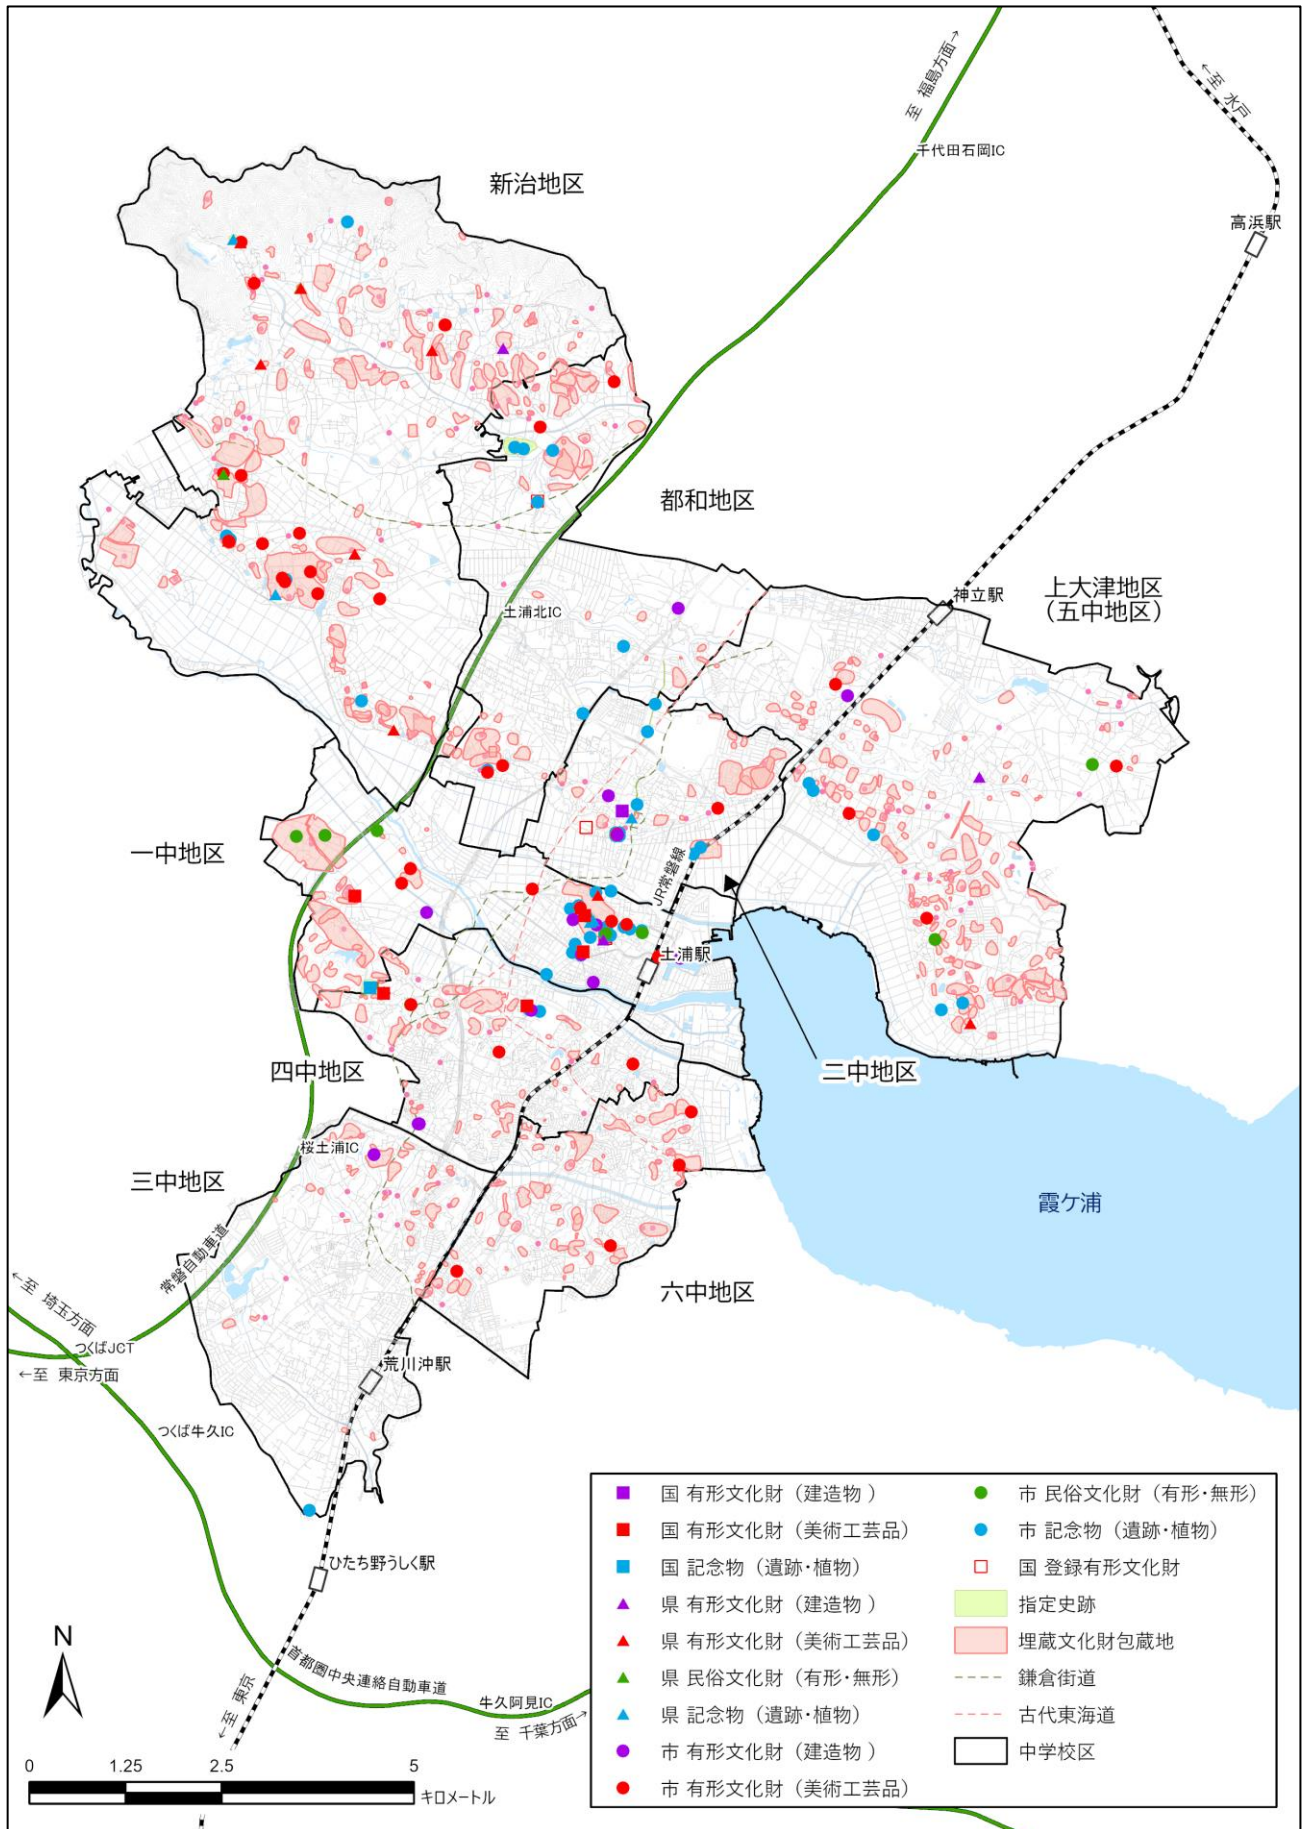 至 福島方面→
←至 水戸
千代田石岡IC
新治地区
高浜駅
都和地区
神立駅
上大津地区
（五中地区）
土浦北IC
一中地区
JR常磐線
土浦駅
四中地区
二中地区
桜土浦IC
三中地区
霞ケ浦
常磐自動車道
六中地区
←至 埼玉方面
つくばJCT
←至 東京方面
荒川沖駅
つくば牛久IC
ひたち野うしく駅
首都圏中央連絡自動車道
牛久阿見IC
至 千葉方面→
←至 東京
N
0 1.25 2.5 5
キロメートル
国 有形文化財（建造物 ）
国 有形文化財（美術工芸品）
国 記念物（遺跡・植物）
県 有形文化財（建造物 ）
県 有形文化財（美術工芸品）
県 民俗文化財（有形・無形）
県 記念物（遺跡・植物）
市 有形文化財（建造物 ）
市 有形文化財（美術工芸品）
市 民俗文化財（有形・無形）
市 記念物（遺跡・植物）
国 登録有形文化財
指定史跡
埋蔵文化財包蔵地
鎌倉街道
古代東海道
中学校区